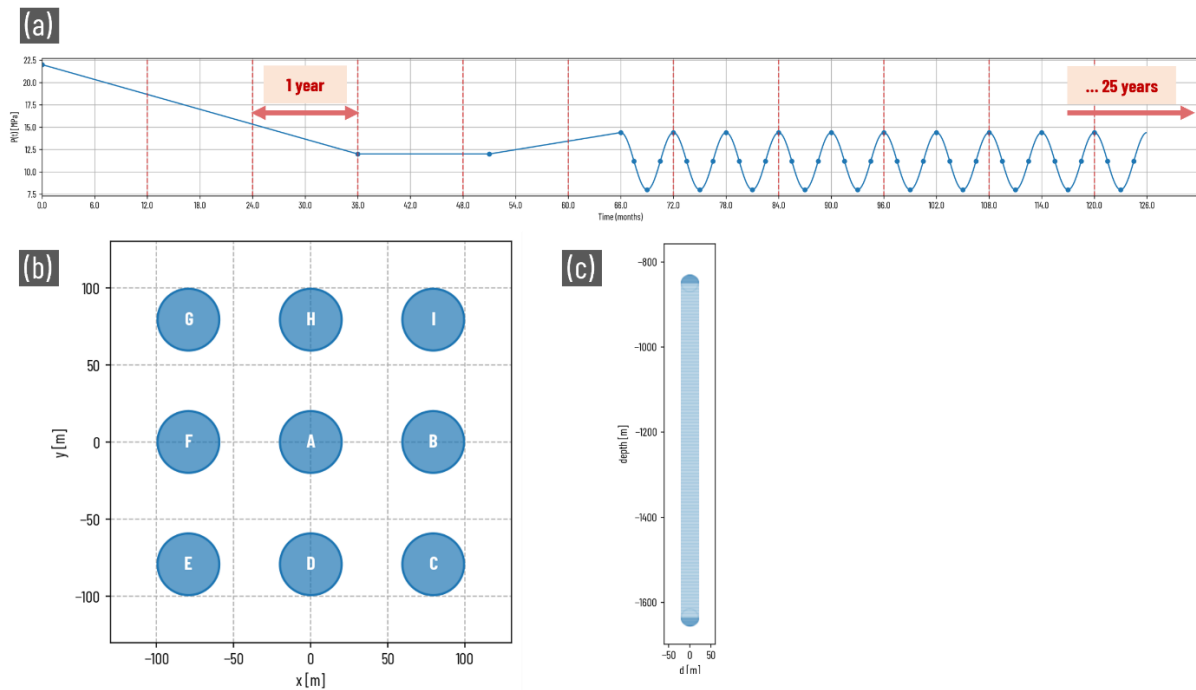 (a)
22.5
20.0
17.5
15.0
12.5
10.0
7.5
P(t) [MPa]
1 year
... 25 years
0.0 6.0 12.0 18.0 24.0 30.0 36.0 42.0 48.0 54.0 60.0 66.0 72.0 78.0 84.0 90.0 96.0 102.0 108.0 114.0 120.0 126.0
Time (months)
(b)
100
50
0
−50
−100
y [m]
G H I
F A B
E D C
−100 −50 0 50 100
x [m]
(c)
−800
−1000
−1200
−1400
−1600
depth [m]
−50 0 50
d [m]